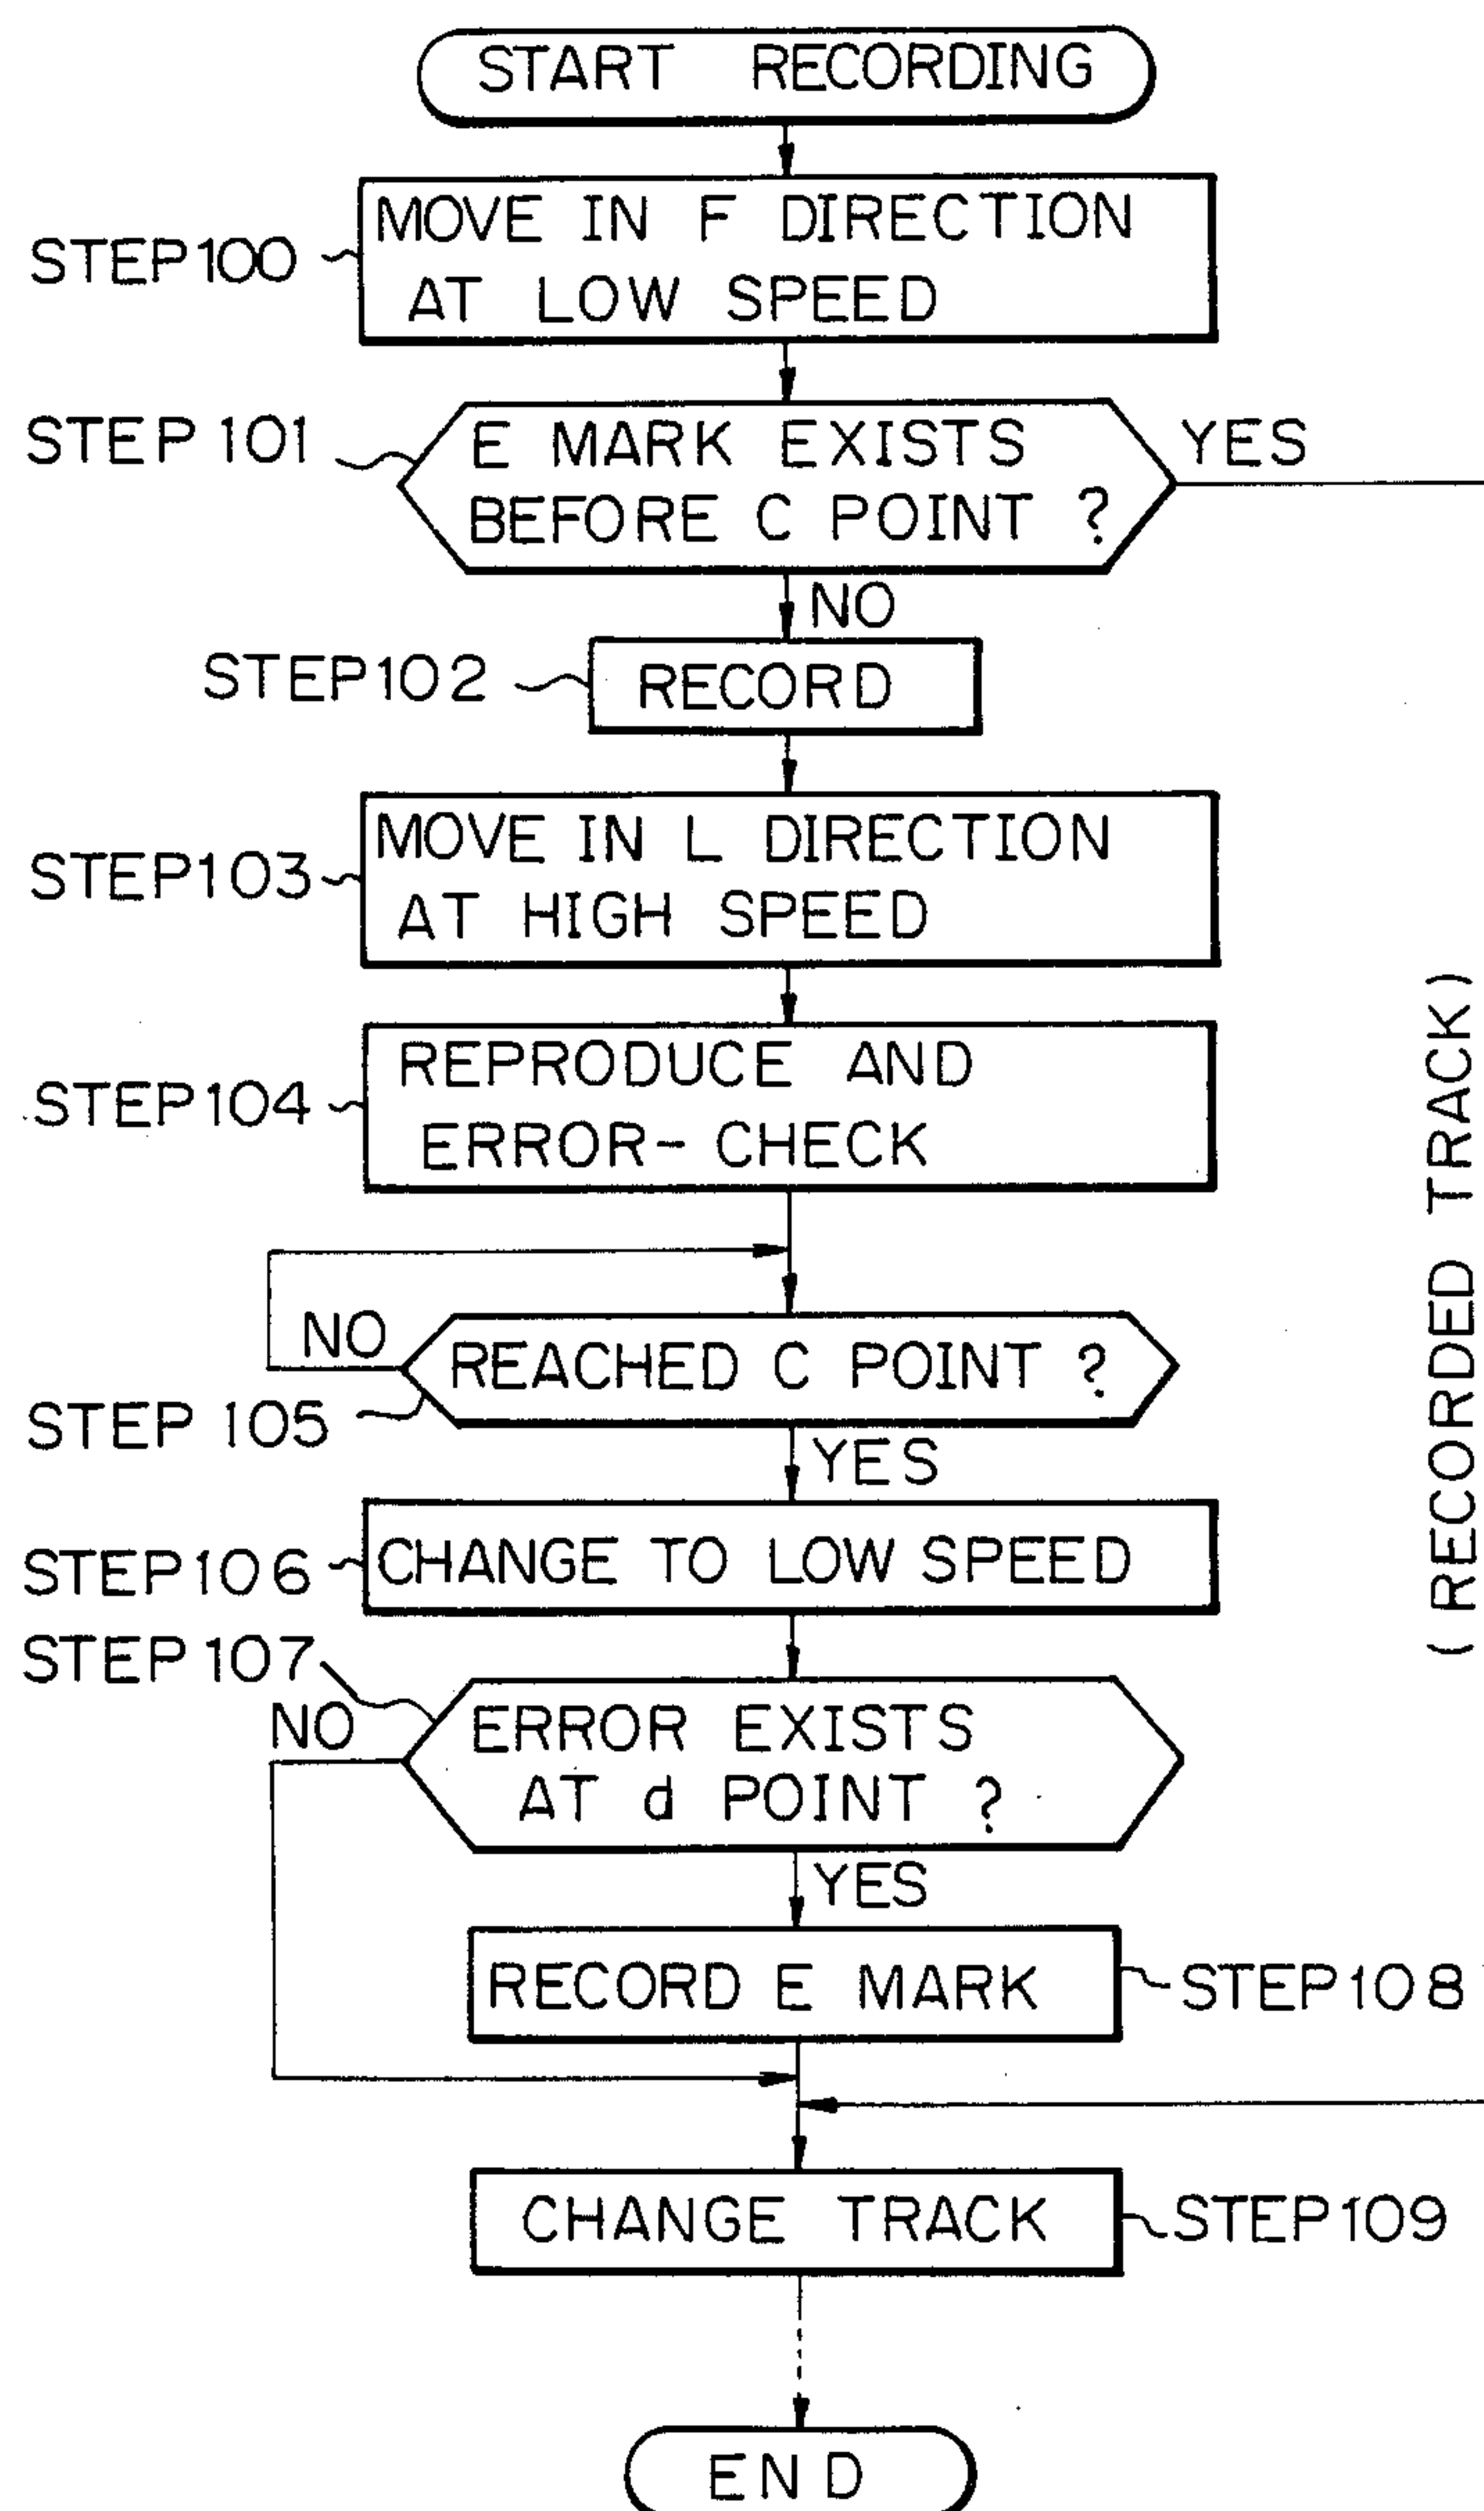 START RECORDING
MOVE IN F DIRECTION
AT LOW SPEED
STEP100
STEP 101
E MARK EXISTS
BEFORE C POINT ?
YES
NO
STEP102
RECORD
MOVE IN L DIRECTION
AT HIGH SPEED
STEP103
REPRODUCE AND
ERROR-CHECK
STEP104
(RECORDED TRACK)
NO
REACHED C POINT ?
STEP 105
YES
STEP106
CHANGE TO LOW SPEED
STEP107
NO
ERROR EXISTS
AT d POINT ?
YES
RECORD E MARK
STEP108
CHANGE TRACK
STEP109
END